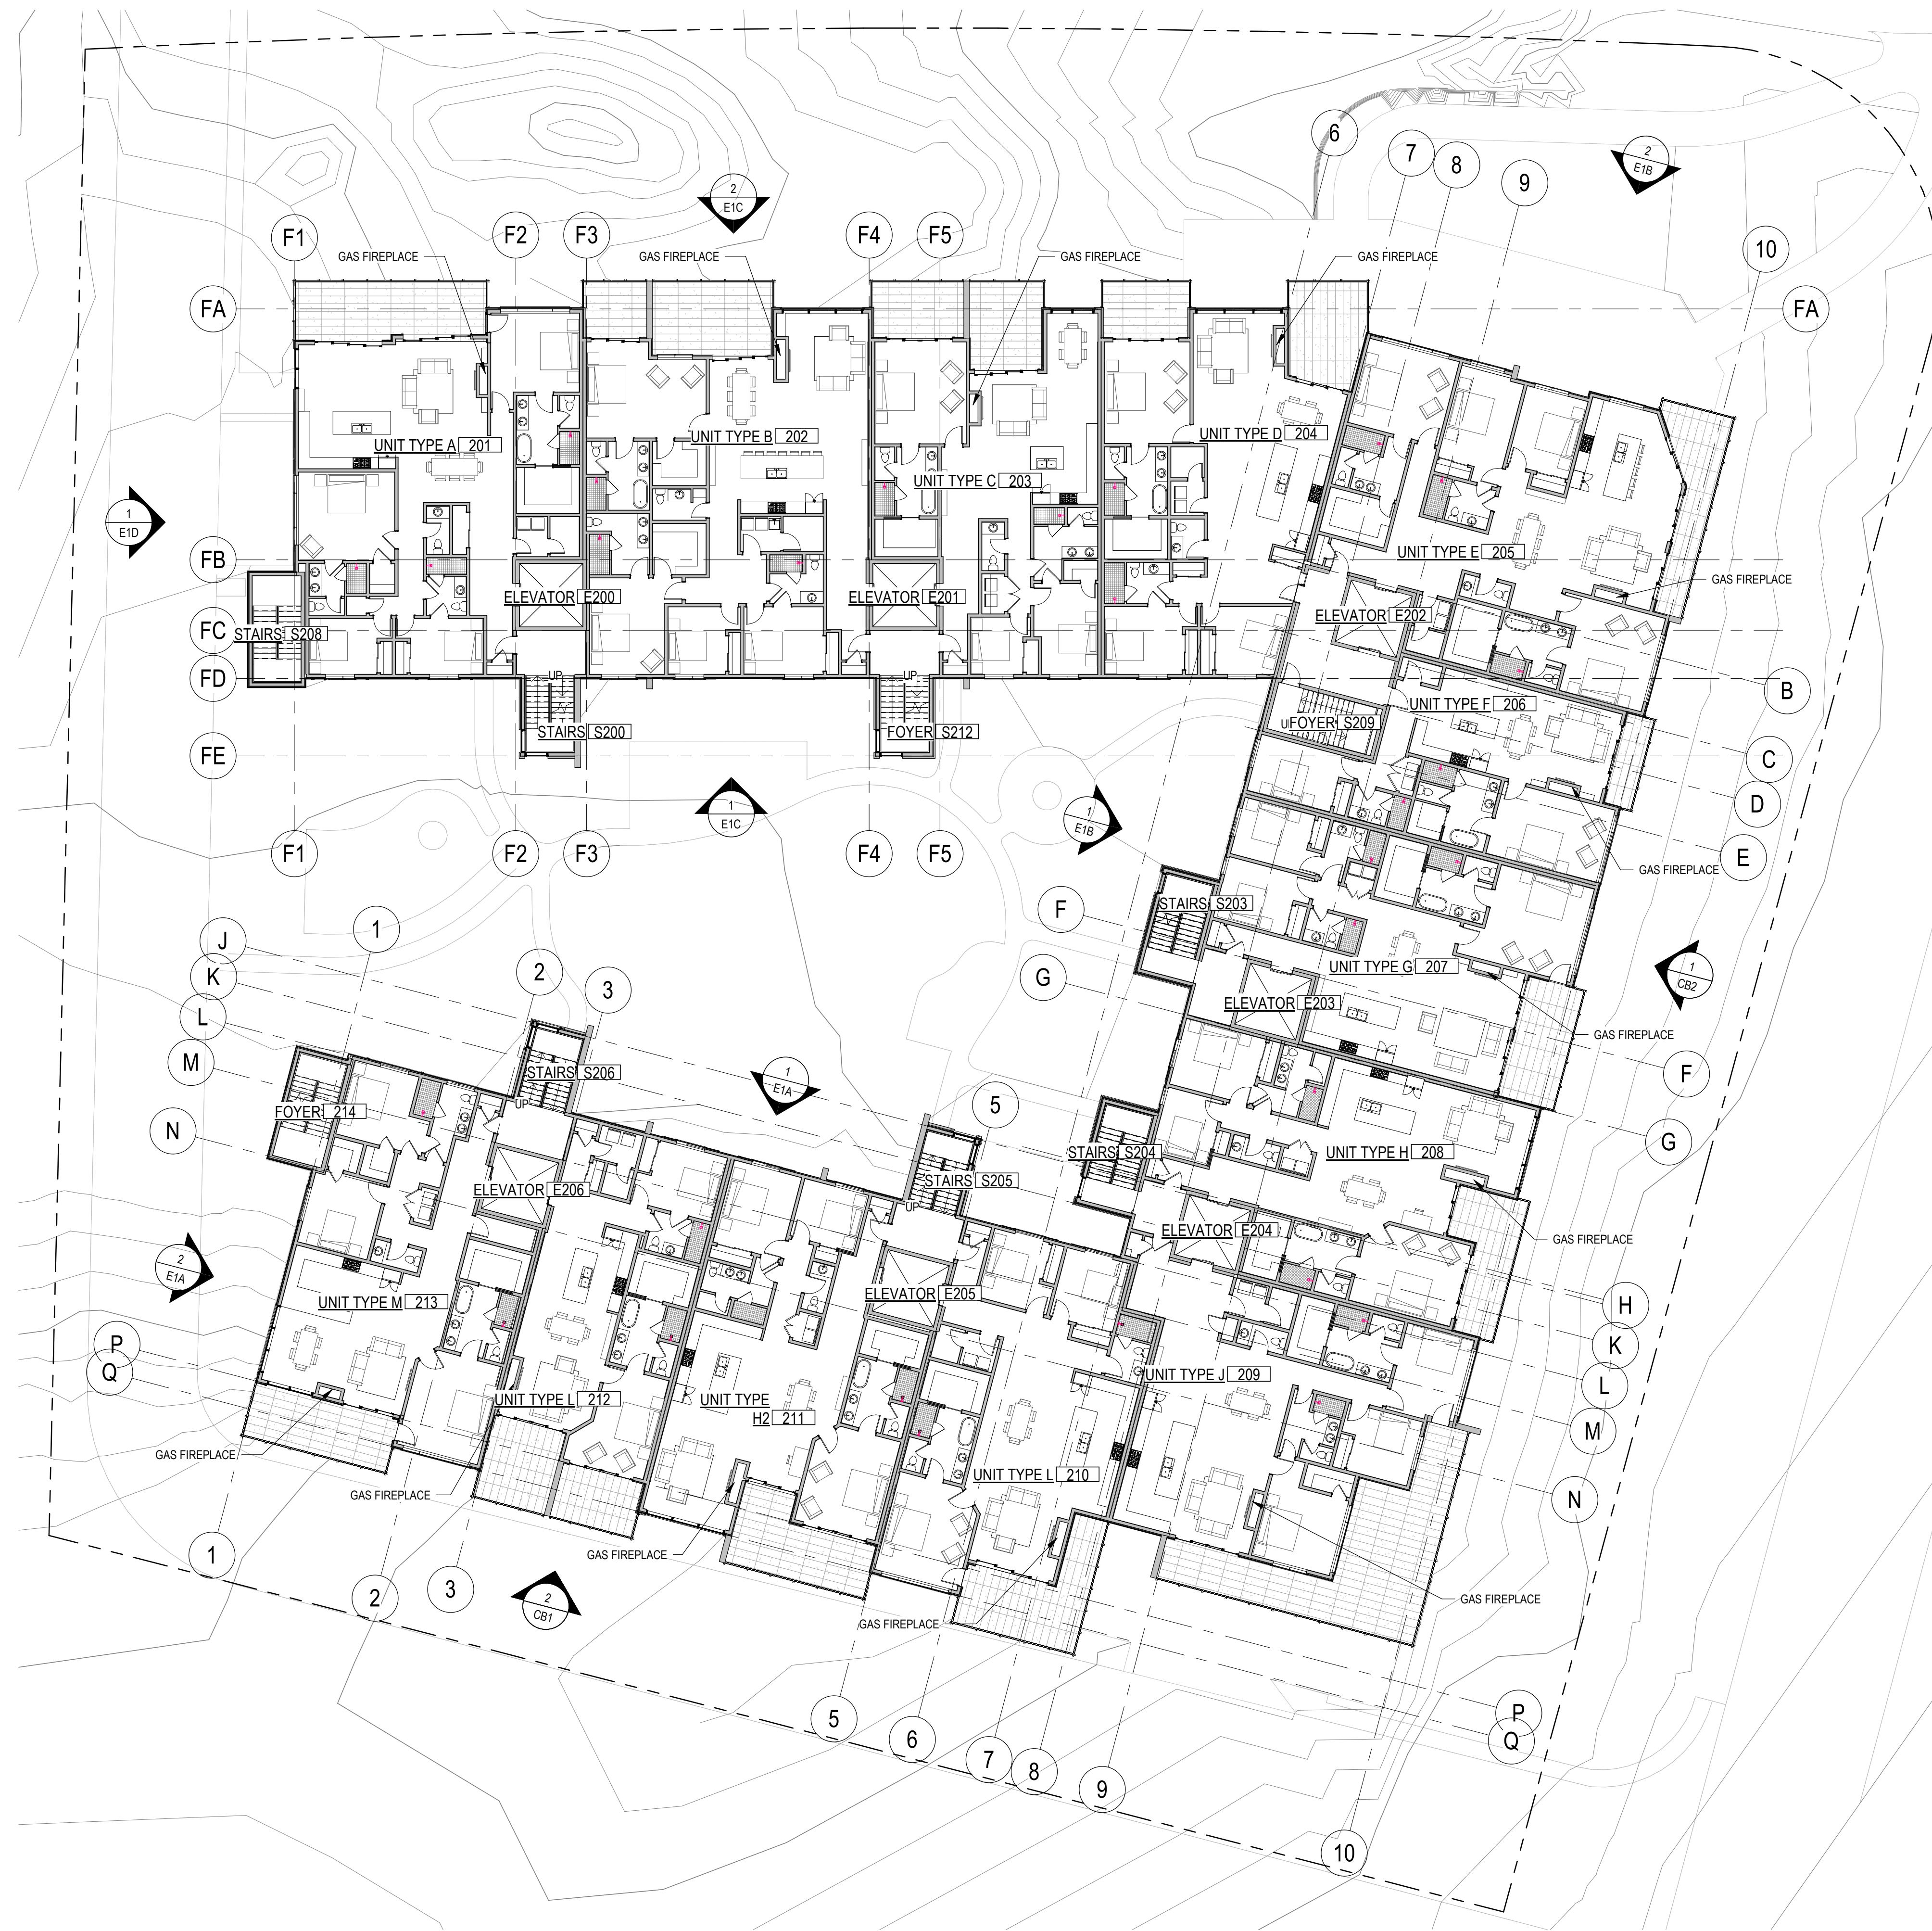 6
7
8
9
2
E1B
2
E1C
10
F1
F2
F3
F4
F5
GAS FIREPLACE
GAS FIREPLACE
GAS FIREPLACE
GAS FIREPLACE
FA
FA
UNIT TYPE A 201
UNIT TYPE B 202
UNIT TYPE C 203
UNIT TYPE D 204
1
E1D
UNIT TYPE E 205
FB
GAS FIREPLACE
ELEVATOR E200
ELEVATOR E201
ELEVATOR E202
FC
STAIRS S208
FD
UP
UP
B
UNIT TYPE F 206
STAIRS S200
FOYER S212
U
FOYER S209
FE
C
D
1
E1C
1
E1B
F1
F2
F3
F4
F5
E
GAS FIREPLACE
STAIRS S203
F
1
J
K
2
3
G
UNIT TYPE G 207
1
CB2
ELEVATOR E203
L
GAS FIREPLACE
M
STAIRS S206
1
E1A
F
UP
FOYER 214
5
N
G
STAIRS S204
UNIT TYPE H 208
STAIRS S205
ELEVATOR E206
UP
ELEVATOR E204
GAS FIREPLACE
2
E1A
UNIT TYPE M 213
ELEVATOR E205
H
P
K
Q
UNIT TYPE J 209
L
UNIT TYPE L 212
UNIT TYPE
H2 211
M
GAS FIREPLACE
UNIT TYPE L 210
GAS FIREPLACE
N
1
GAS FIREPLACE
2
3
2
CB1
GAS FIREPLACE
GAS FIREPLACE
5
6
7
8
9
P
Q
10